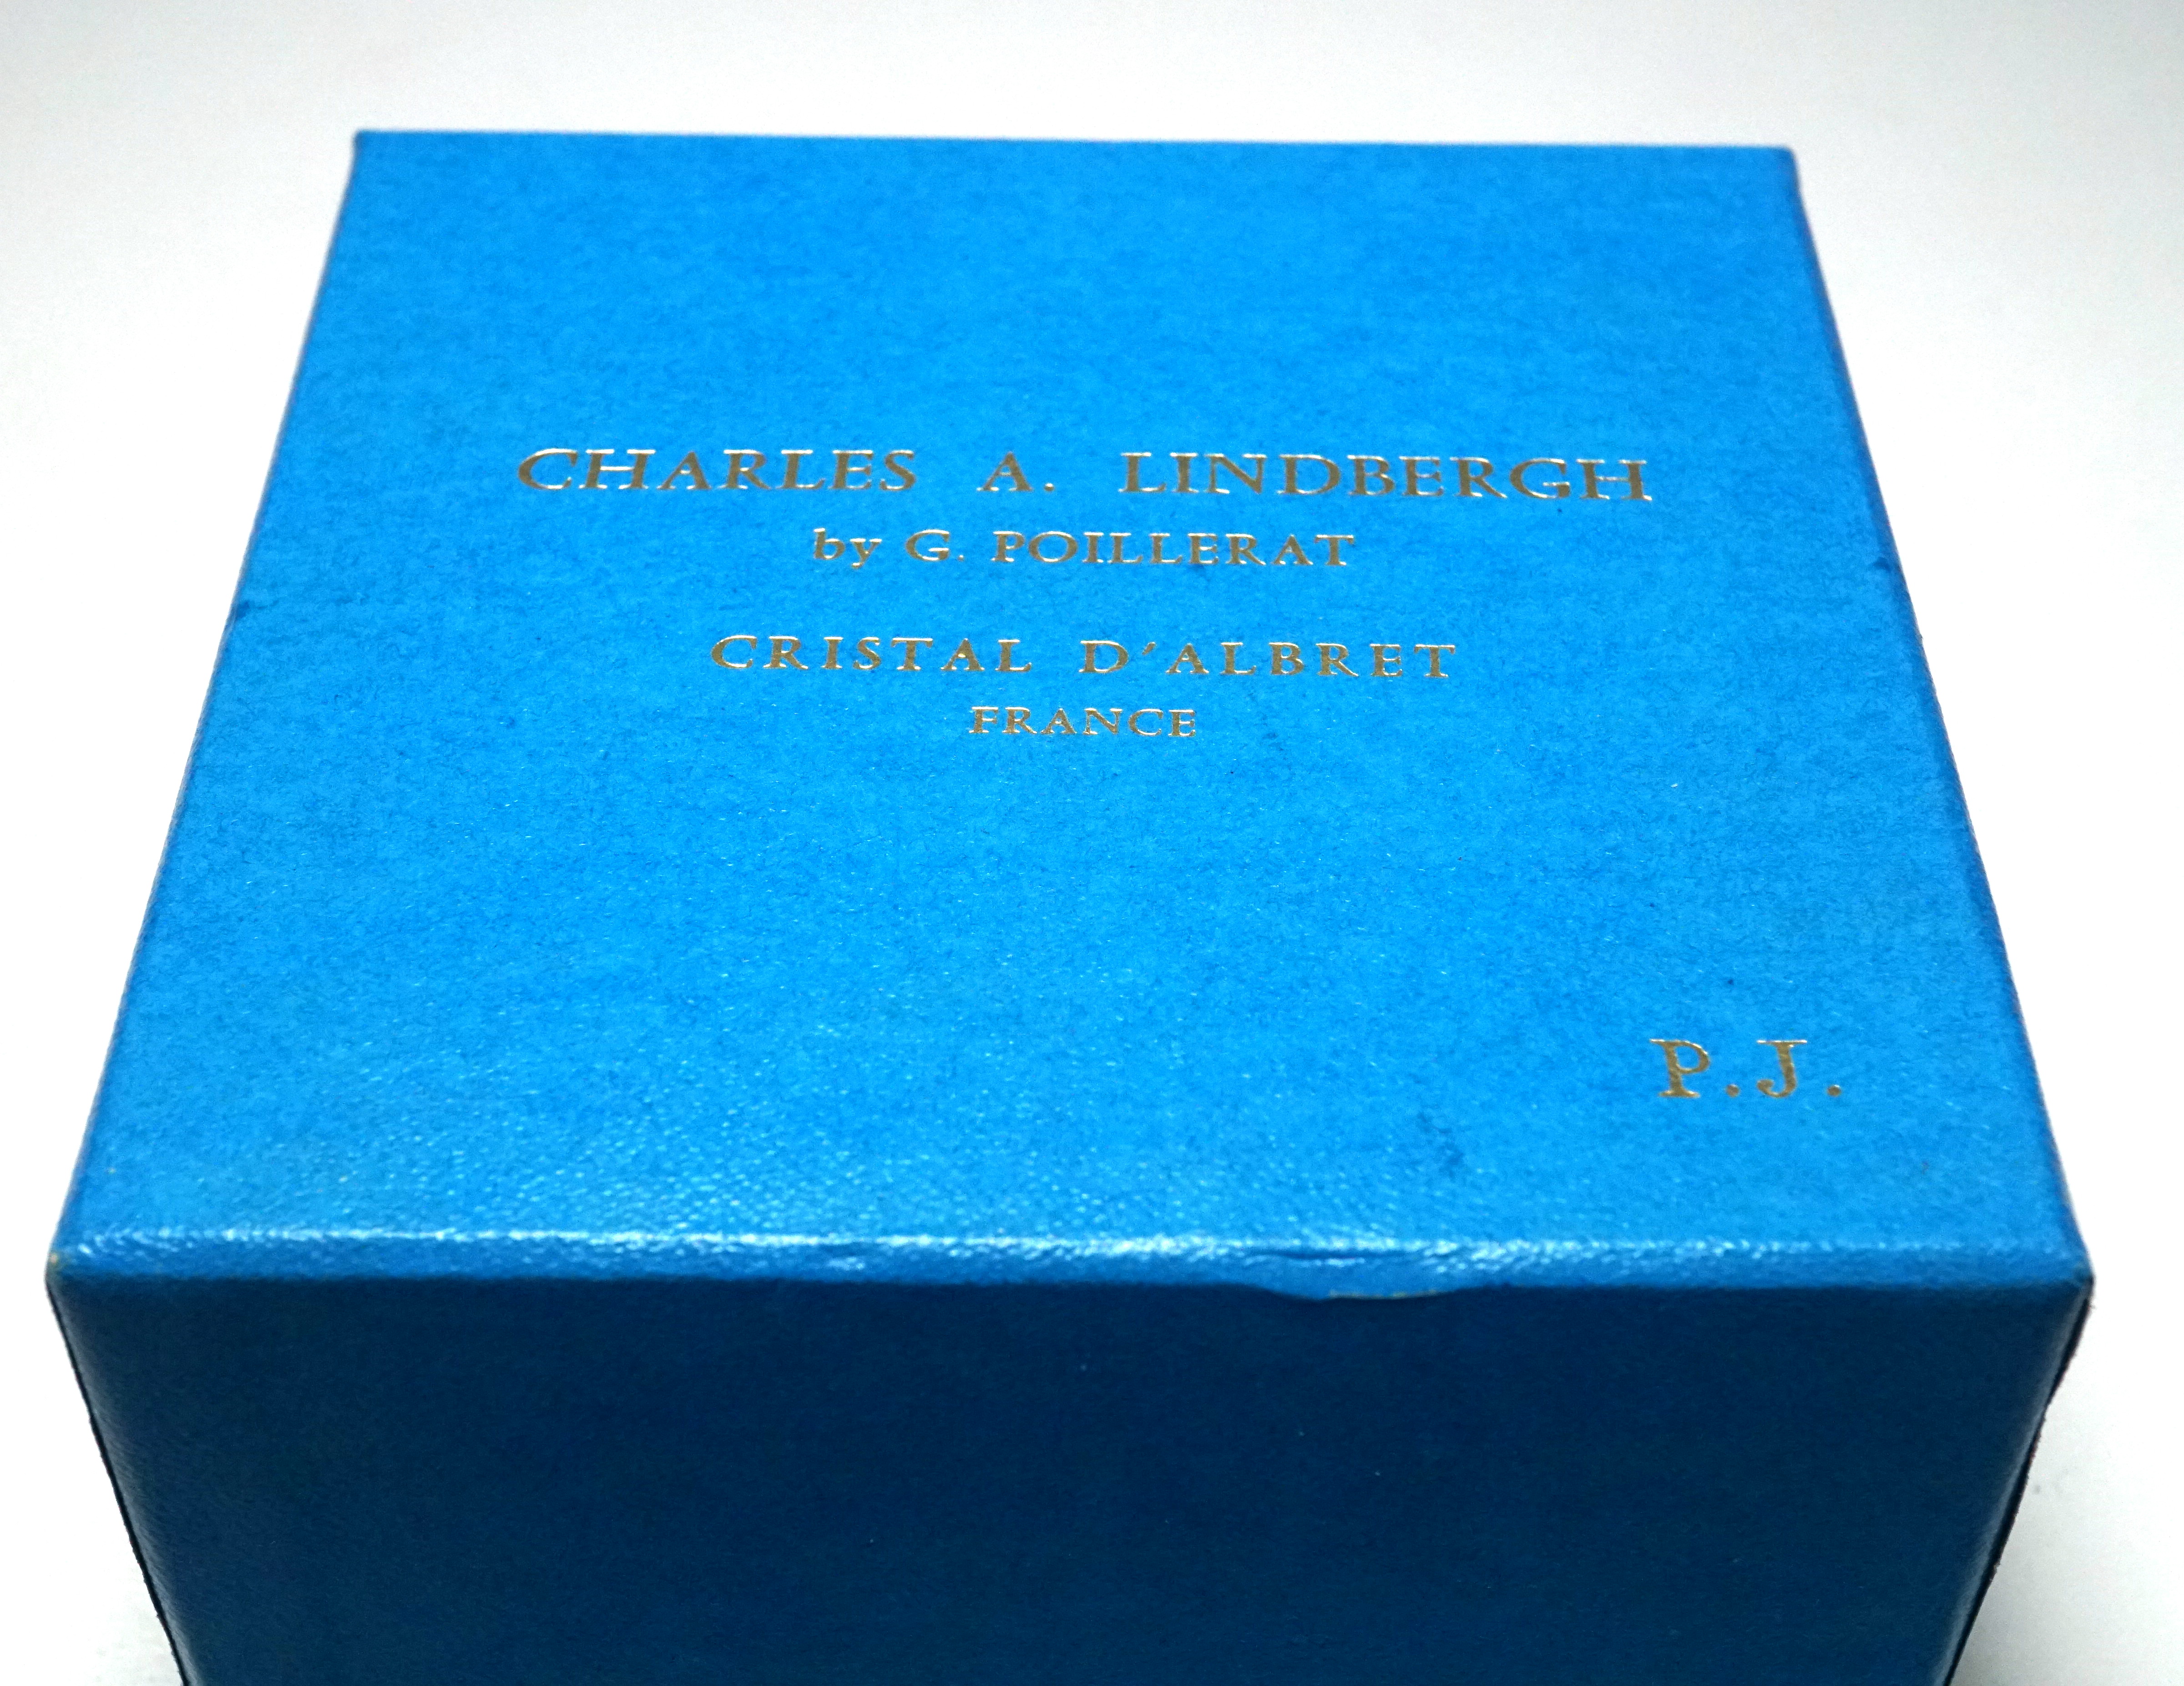 CHARLES A. LINDBERGH
by G. POILLERAT
CRISTAL D'ALBRET
FRANCE
P.J.